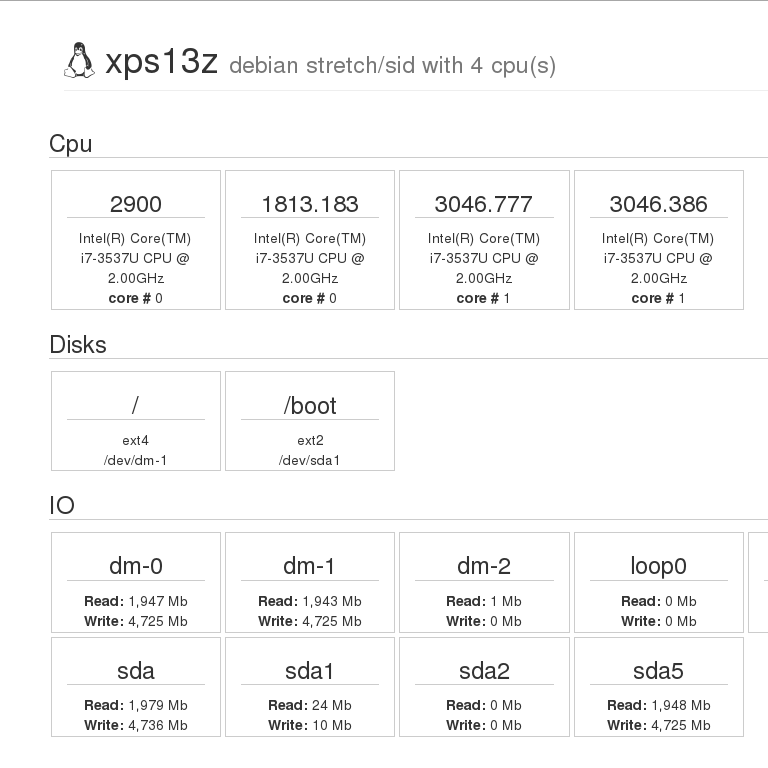 xps13z debian stretch/sid with 4 cpu(s)
Cpu
2900
Intel(R) Core(TM)
i7-3537U CPU @
2.00GHz
core # 0
1813.183
Intel(R) Core(TM)
i7-3537U CPU @
2.00GHz
core # 0
3046.777
Intel(R) Core(TM)
i7-3537U CPU @
2.00GHz
core # 1
3046.386
Intel(R) Core(TM)
i7-3537U CPU @
2.00GHz
core # 1
Disks
/
ext4
/dev/dm-1
/boot
ext2
/dev/sda1
IO
dm-0
Read: 1,947 Mb
Write: 4,725 Mb
dm-1
Read: 1,943 Mb
Write: 4,725 Mb
dm-2
Read: 1 Mb
Write: 0 Mb
loop0
Read: 0 Mb
Write: 0 Mb
sda
Read: 1,979 Mb
Write: 4,736 Mb
sda1
Read: 24 Mb
Write: 10 Mb
sda2
Read: 0 Mb
Write: 0 Mb
sda5
Read: 1,948 Mb
Write: 4,725 Mb